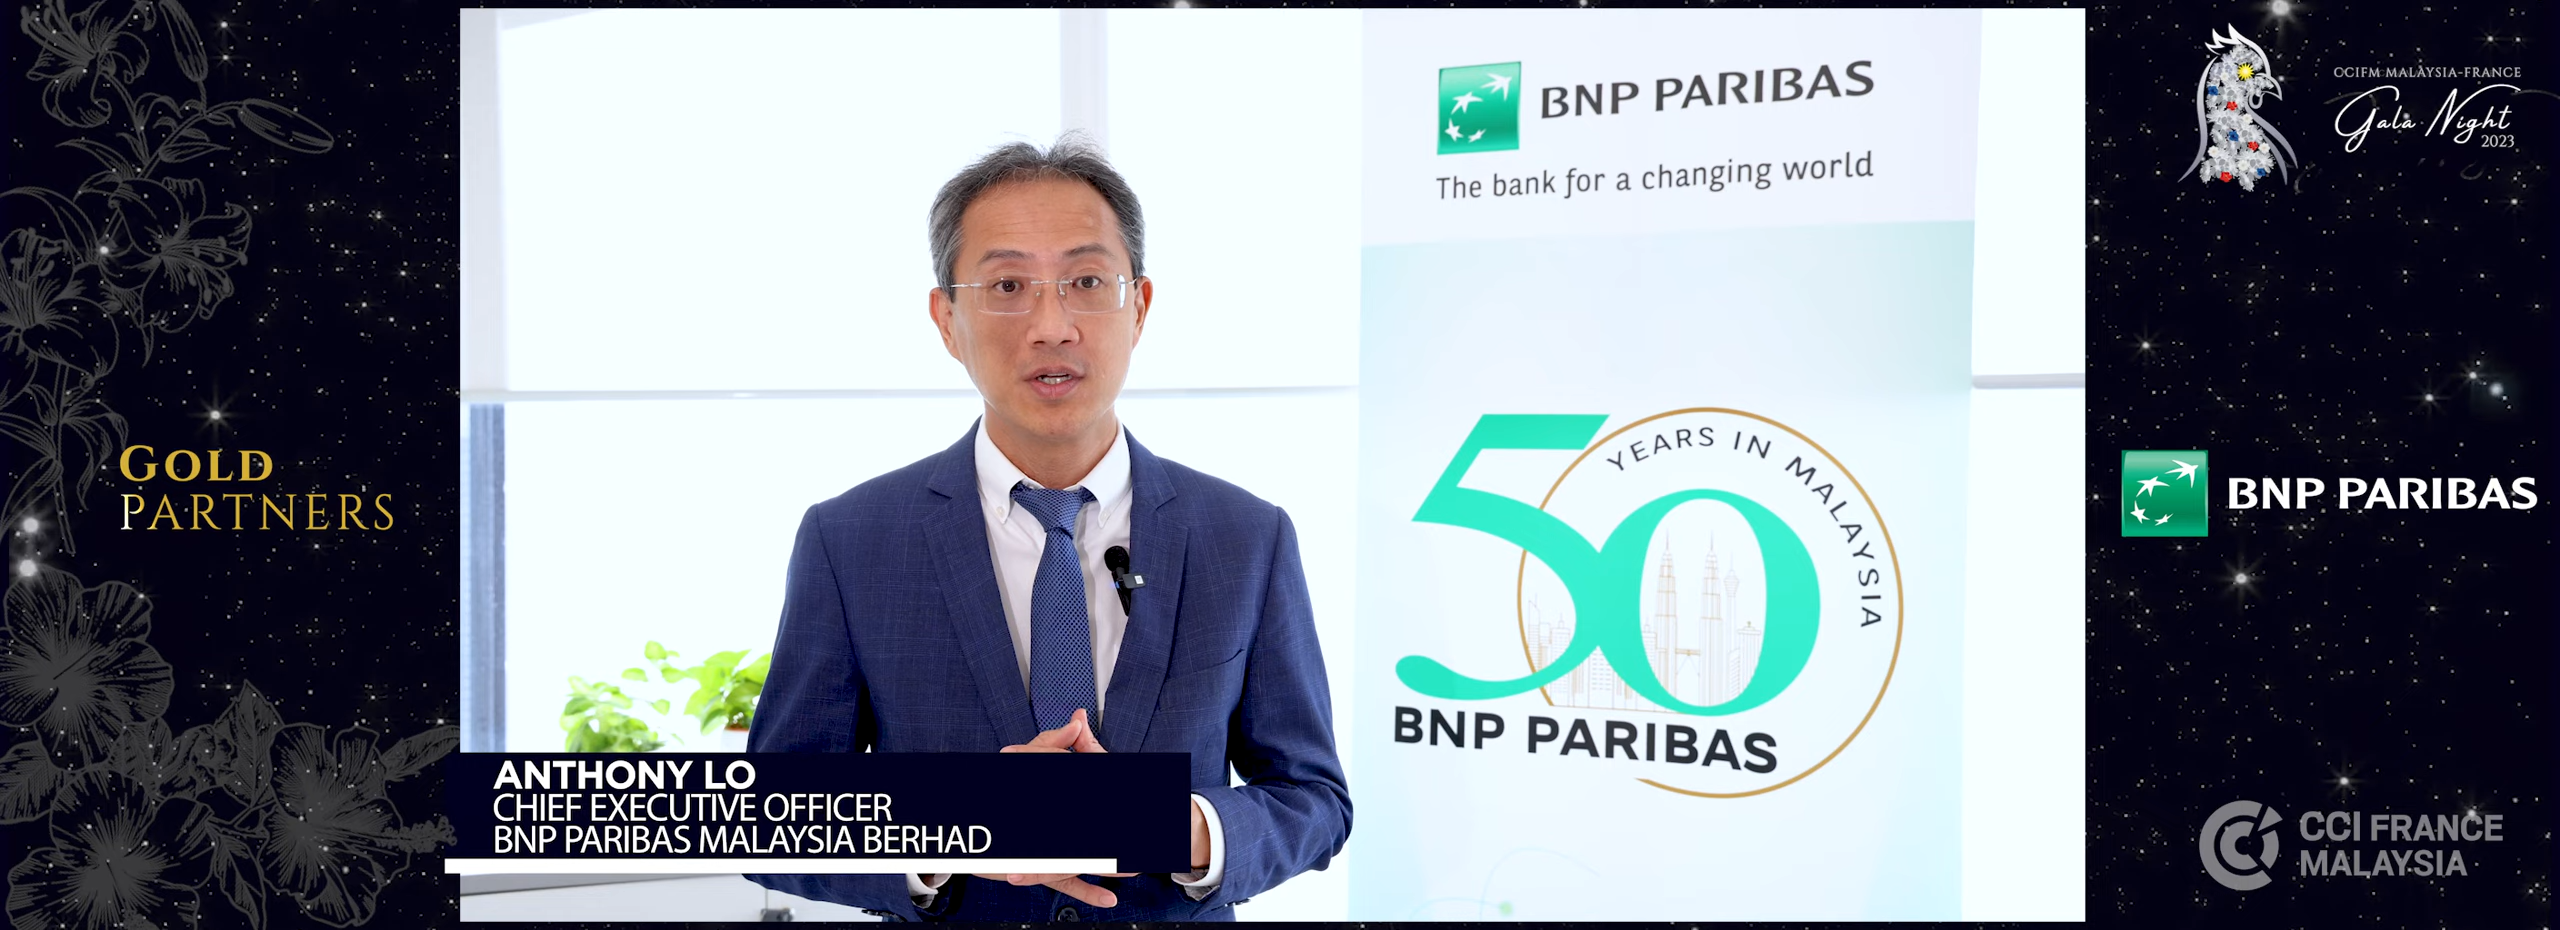 GOLD
PARTNERS
BNP PARIBAS
The bank for a changing world
50
YEARS IN MALAYSIA
BNP PARIBAS
ANTHONY LO
CHIEF EXECUTIVE OFFICER
BNP PARIBAS MALAYSIA BERHAD
CCIFM MALAYSIA-FRANCE
Gala Night
2023
BNP PARIBAS
CCI FRANCE
MALAYSIA